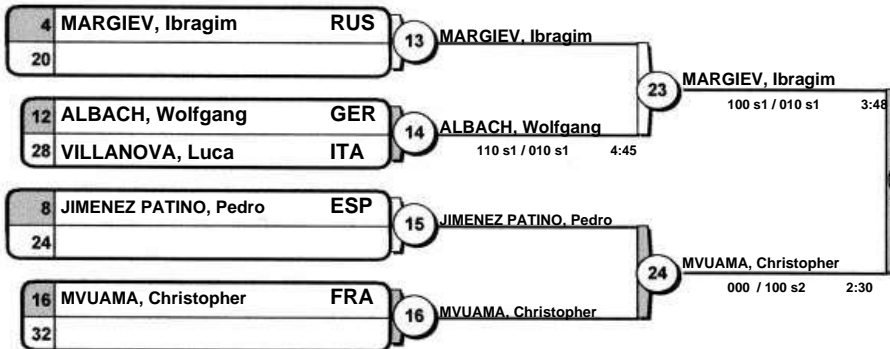 4 MARGIEV, Ibragim RUS
20
13 MARGIEV, Ibragim
12 ALBACH, Wolfgang GER
28 VILLANOVA, Luca ITA
14 ALBACH, Wolfgang
110 s1 / 010 s1 4:45
23 MARGIEV, Ibragim
100 s1 / 010 s1 3:48
8 JIMENEZ PATINO, Pedro ESP
24
15 JIMENEZ PATINO, Pedro
16 MVUAMA, Christopher FRA
32
16 MVUAMA, Christopher
24 MVUAMA, Christopher
000 / 100 s2 2:30